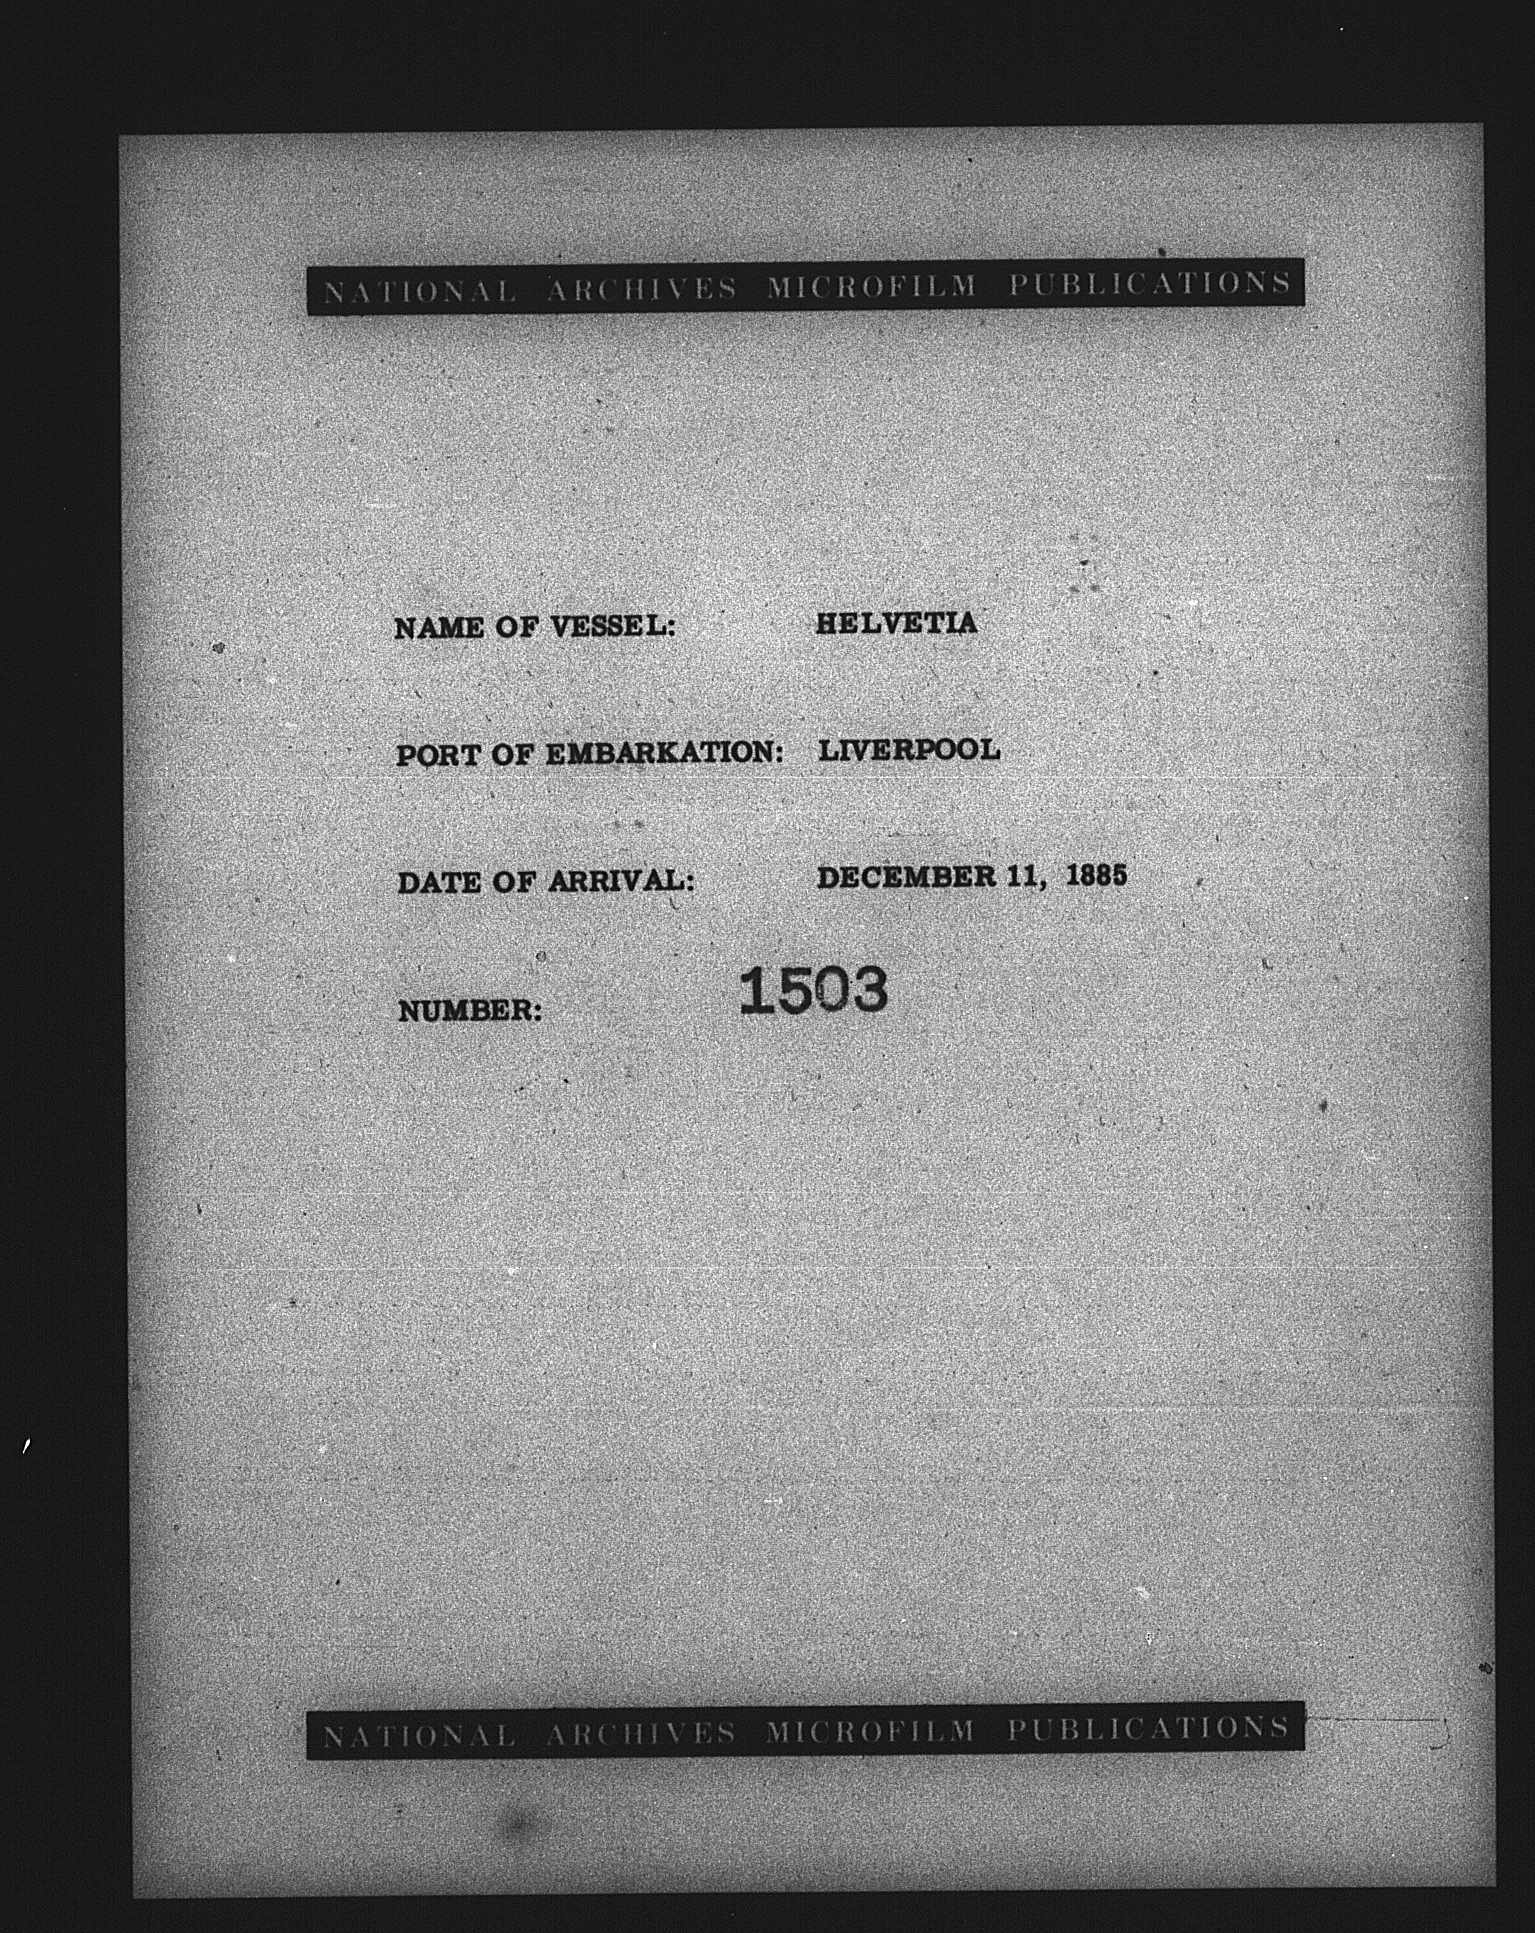 NATIONAL ARCHIVES MICROFILM PUBLICATIONS
NAME OF VESSEL: HELVETIA
PORT OF EMBARKATION: LIVERPOOL
DATE OF ARRIVAL: DECEMBER 11, 1885
NUMBER: 1503
NATIONAL ARCHIVES MICROFILM PUBLICATIONS